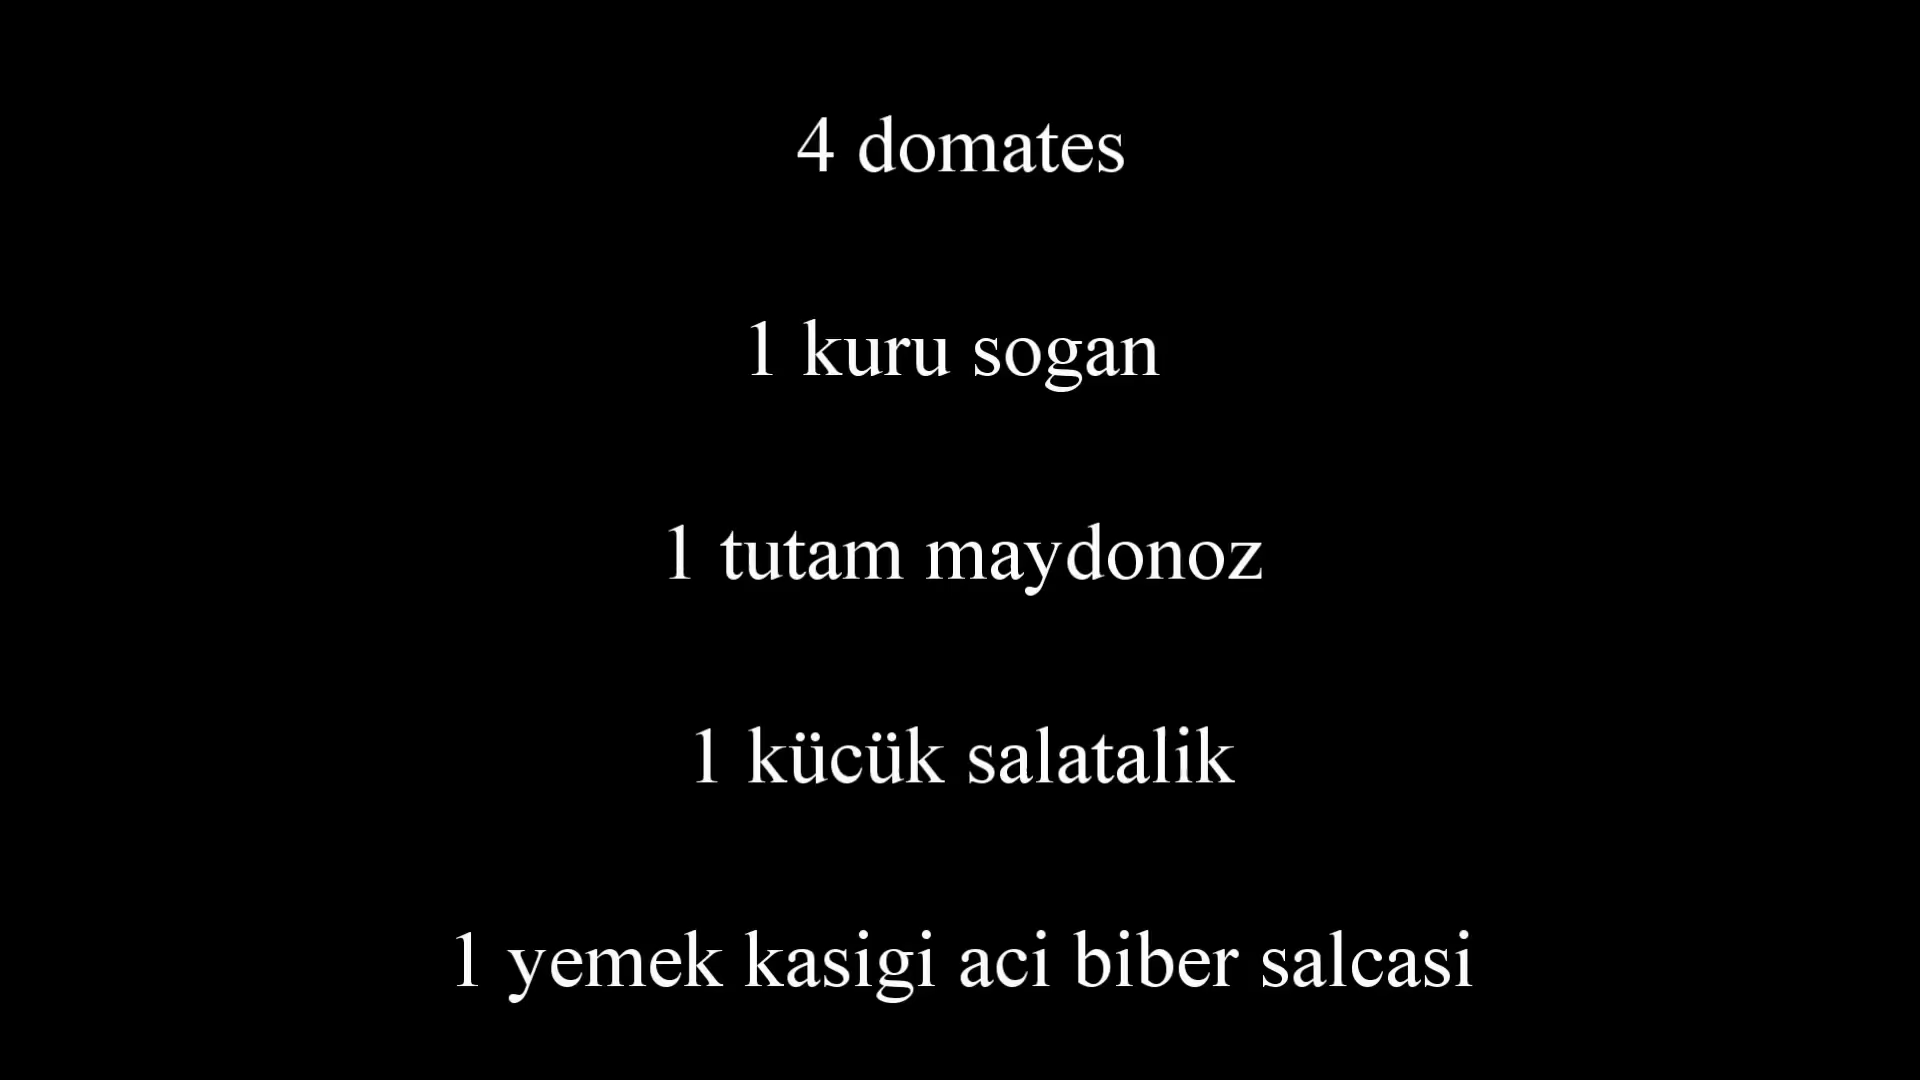 4 domates
1 kuru sogan
1 tutam maydonoz
1 kücük salatalik
1 yemek kasigi aci biber salcasi